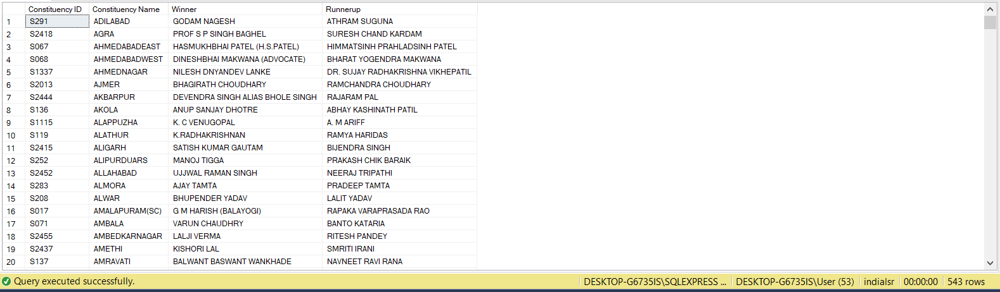 Constituency ID Constituency Name Winner Runnerup
1 S291 ADILABAD GODAM NAGESH ATHRAM SUGUNA
2 S2418 AGRA PROF S P SINGH BAGHEL SURESH CHAND KARDAM
3 S067 AHMEDABADEAST HASMUKHBHAI PATEL (H.S.PATEL) HIMMATSINH PRAHLADSINH PATEL
4 S068 AHMEDABADWEST DINESHBHAI MAKWANA (ADVOCATE) BHARAT YOGENDRA MAKWANA
5 S1337 AHMEDNAGAR NILESH DNYANDEV LANKE DR. SUJAY RADHAKRISHNA VIKHEPATIL
6 S2013 AJMER BHAGIRATH CHOUDHARY RAMCHANDRA CHOUDHARY
7 S2444 AKBARPUR DEVENDRA SINGH ALIAS BHOLE SINGH RAJARAM PAL
8 S136 AKOLA ANUP SANJAY DHOTRE ABHAY KASHINATH PATIL
9 S1115 ALAPPUZHA K. C VENUGOPAL A. M ARIFF
10 S119 ALATHUR K.RADHAKRISHNAN RAMYA HARIDAS
11 S2415 ALIGARH SATISH KUMAR GAUTAM BIJENDRA SINGH
12 S252 ALIPURDUARS MANOJ TIGGA PRAKASH CHIK BARAIK
13 S2452 ALLAHABAD UJJWAL RAMAN SINGH NEERAJ TRIPATHI
14 S283 ALMORA AJAY TAMTA PRADEEP TAMTA
15 S208 ALWAR BHUPENDER YADAV LALIT YADAV
16 S017 AMALAPURAM(SC) G M HARISH (BALAYOGI) RAPAKA VARAPRASADA RAO
17 S071 AMBALA VARUN CHAUDHRY BANTO KATARIA
18 S2455 AMBEDKARNAGAR LALJI VERMA RITESH PANDEY
19 S2437 AMETHI KISHORI LAL SMRITI IRANI
20 S137 AMRAVATI BALWANT BASWANT WANKHADE NAVNEET RAVI RANA
Query executed successfully. DESKTOP-G6735IS\SQLEXPRESS ... DESKTOP-G6735IS\User (53) indialsr 00:00:00 543 rows